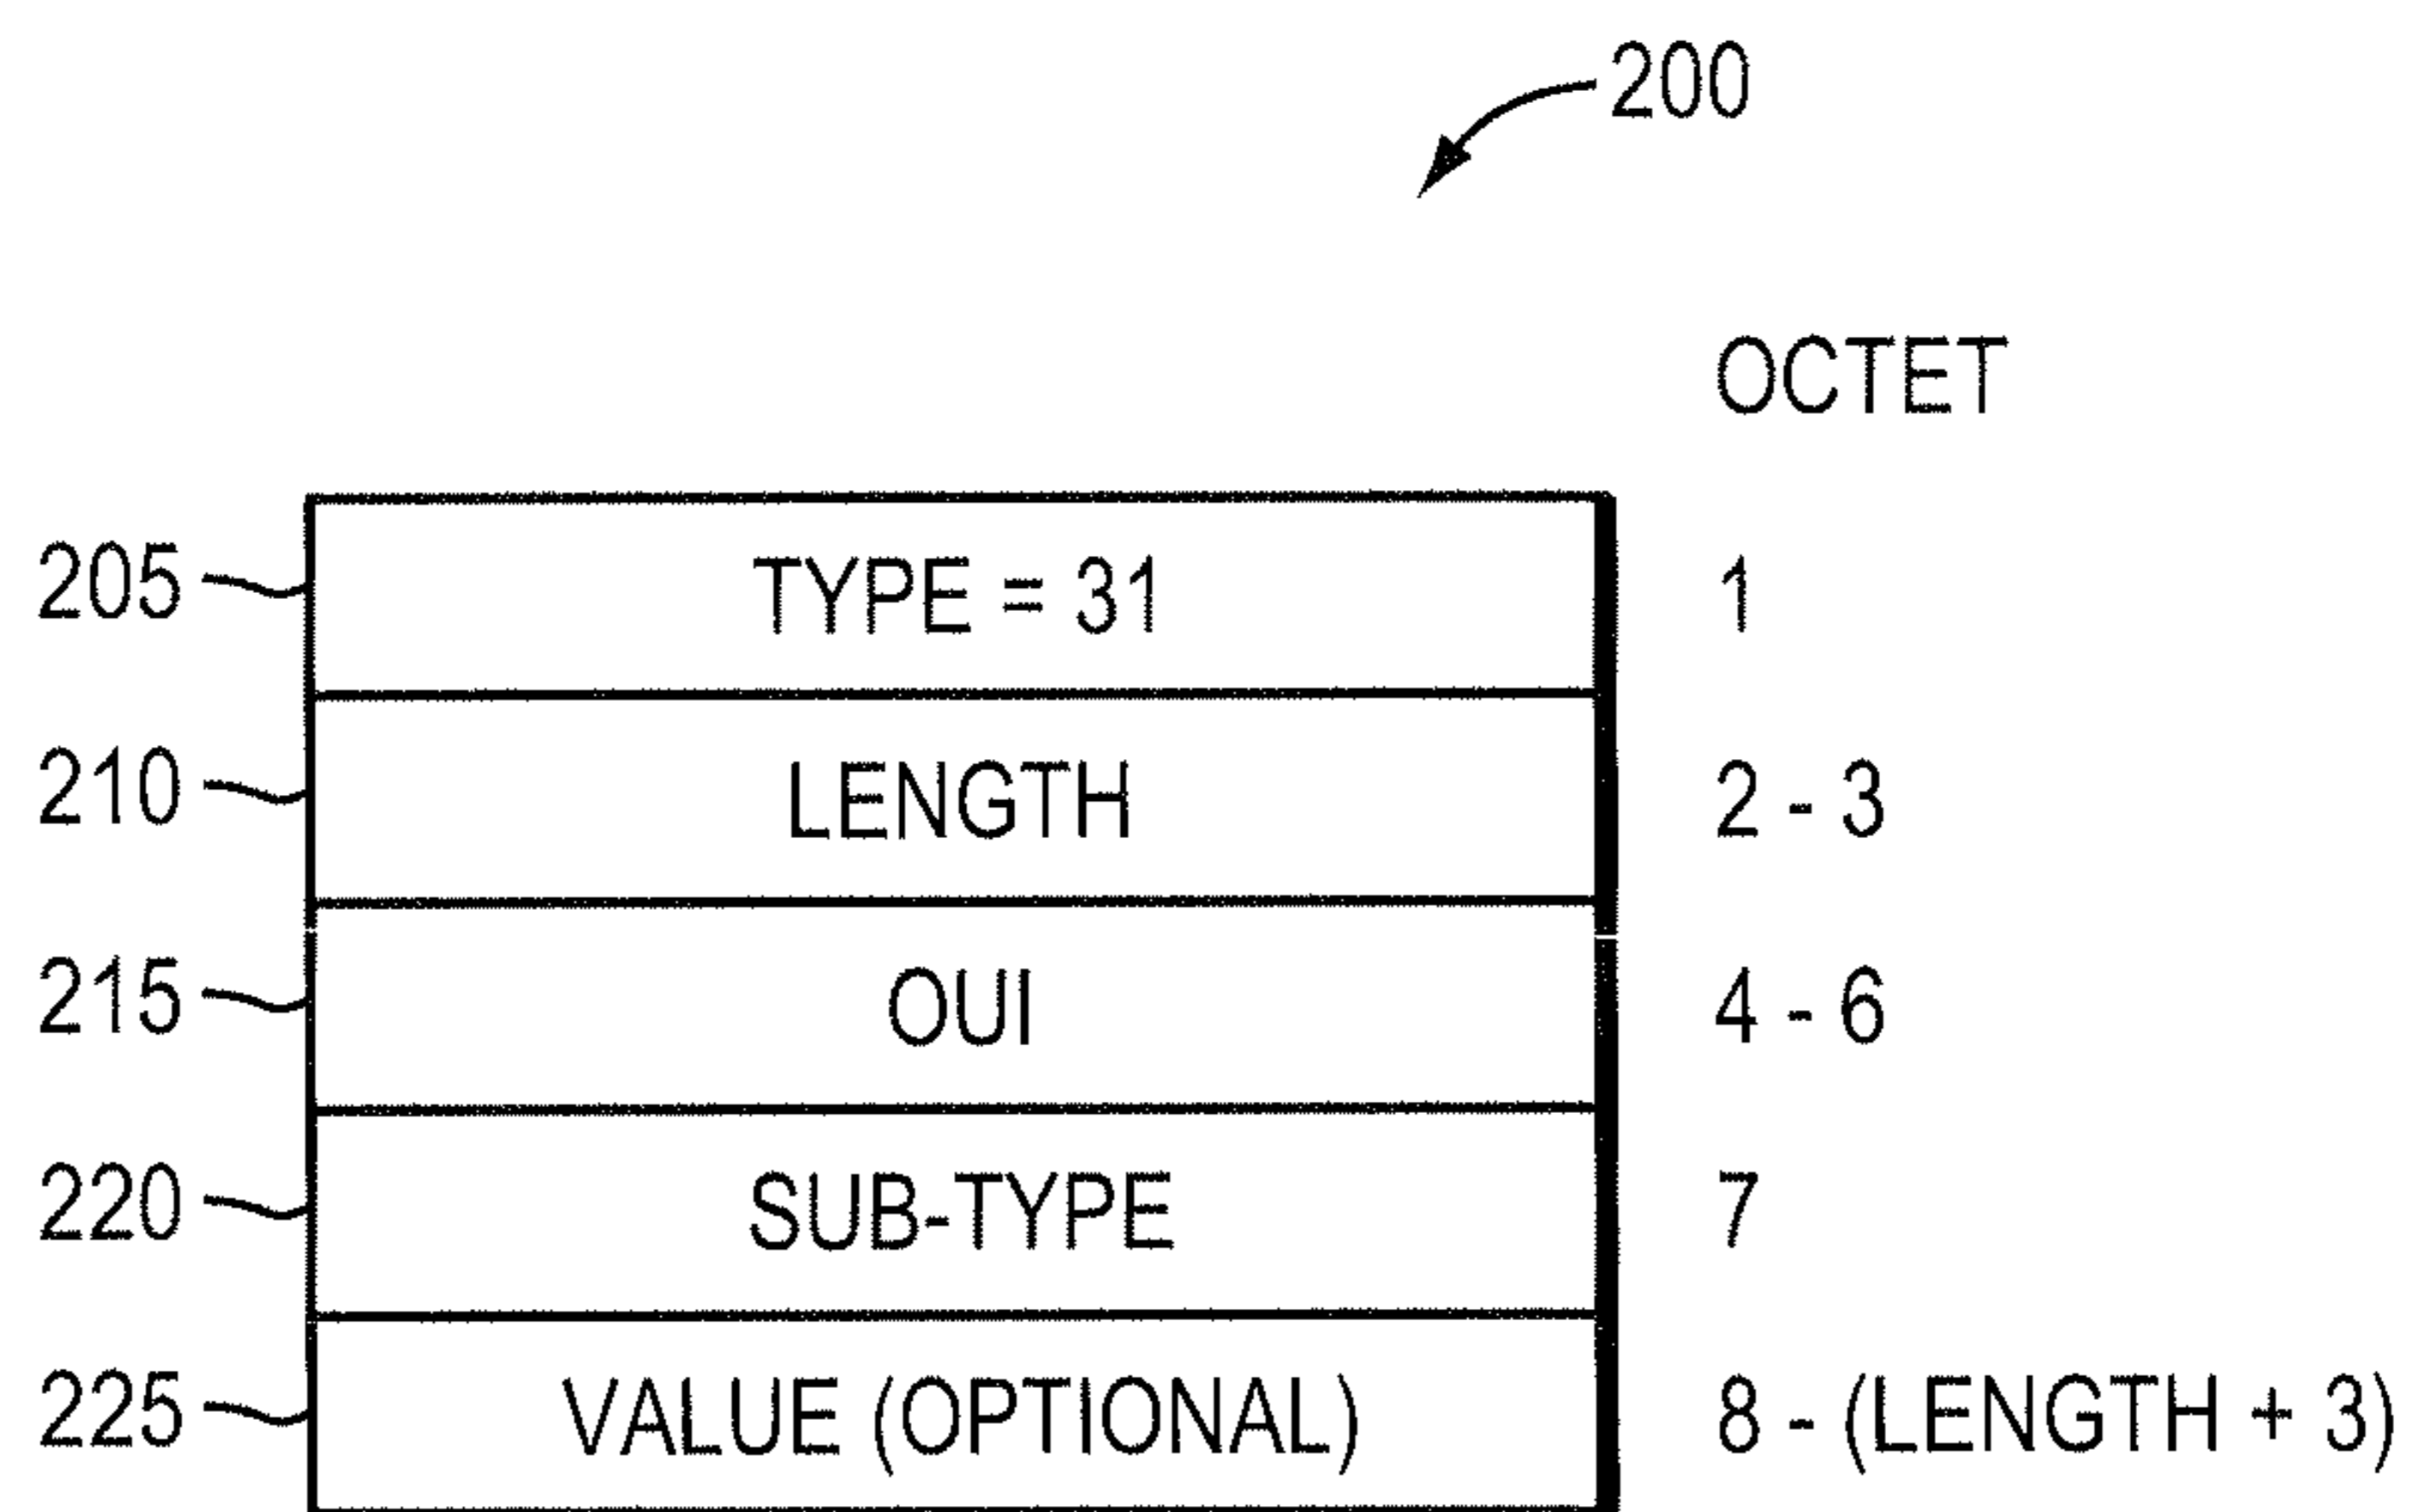 200
OCTET
205 TYPE = 31 1
210 LENGTH 2 - 3
215 OUI 4 - 6
220 SUB-TYPE 7
225 VALUE (OPTIONAL) 8 - (LENGTH + 3)